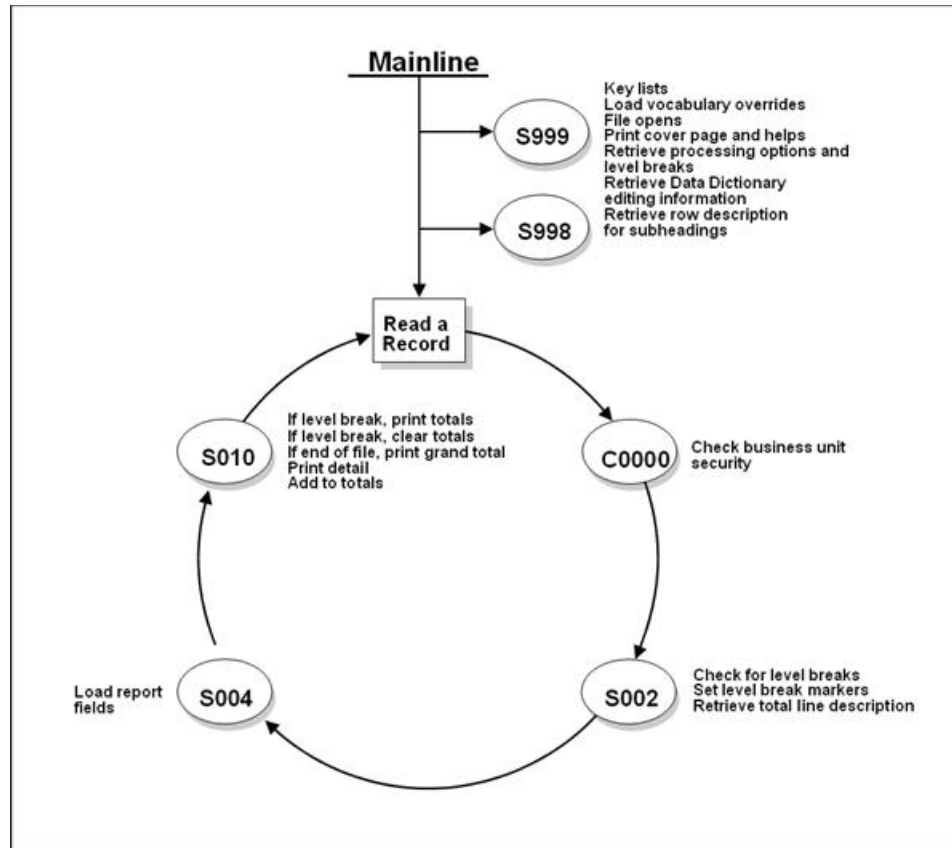 Mainline
S999
Key lists
Load vocabulary overrides
File opens
Print cover page and helps
Retrieve processing options and
level breaks
Retrieve Data Dictionary
editing information
Retrieve row description
for subheadings
S998
Read a
Record
C0000
Check business unit
security
S002
Check for level breaks
Set level break markers
Retrieve total line description
S004
Load report
fields
S010
If level break, print totals
If level break, clear totals
If end of file, print grand total
Print detail
Add to totals